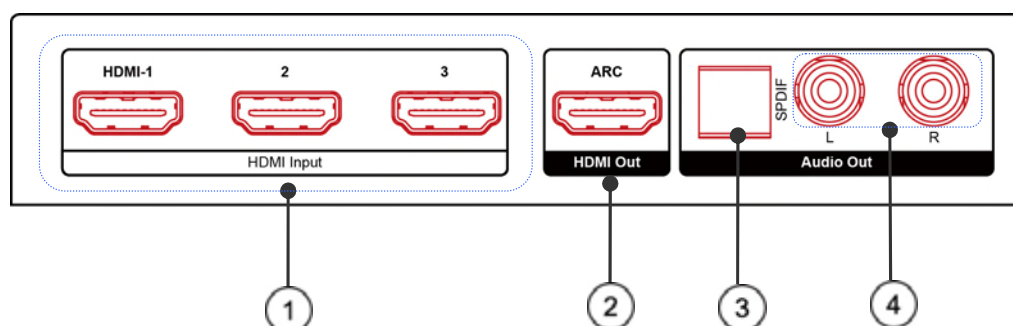 HDMI-1 2 3
HDMI Input
ARC
HDMI Out
SPDIF
L R
Audio Out
1 2 3 4